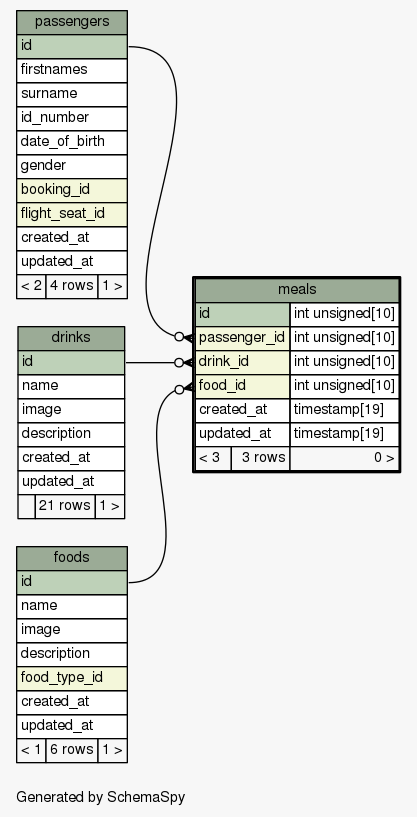 passengers
id
firstnames
surname
id_number
date_of_birth
gender
booking_id
flight_seat_id
created_at
updated_at
< 2 4 rows 1 >
drinks
id
name
image
description
created_at
updated_at
21 rows 1 >
foods
id
name
image
description
food_type_id
created_at
updated_at
< 1 6 rows 1 >
meals
id int unsigned[10]
passenger_id int unsigned[10]
drink_id int unsigned[10]
food_id int unsigned[10]
created_at timestamp[19]
updated_at timestamp[19]
< 3 3 rows 0 >
Generated by SchemaSpy